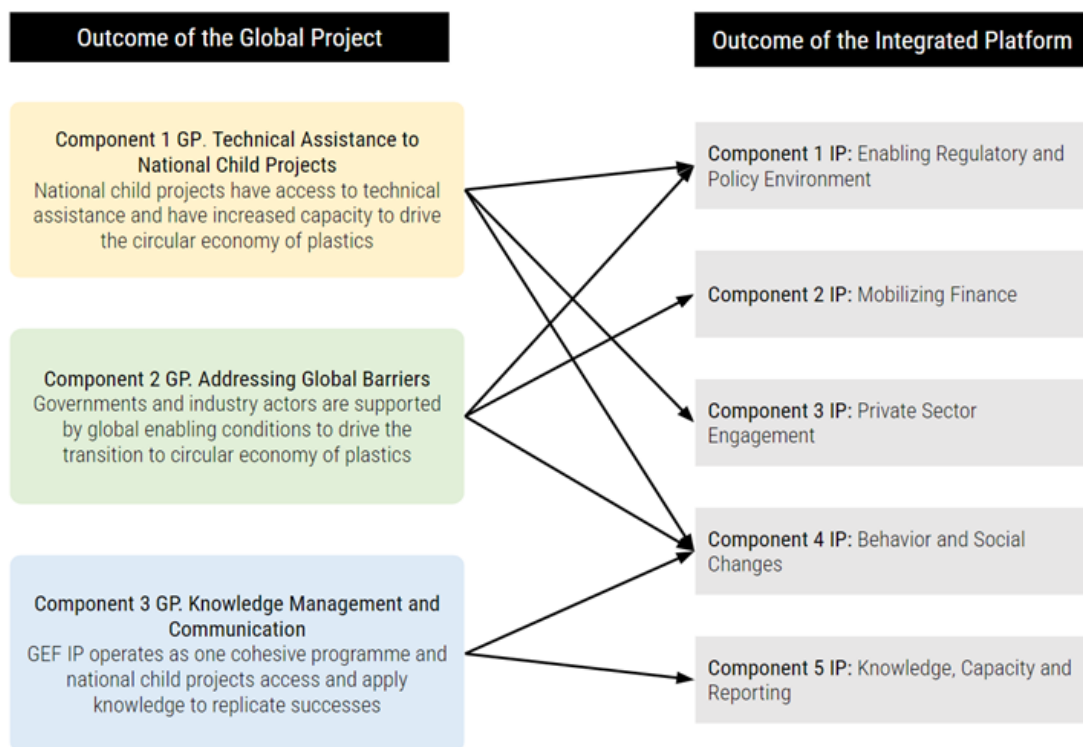 Outcome of the Global Project
Component 1 GP. Technical Assistance to
National Child Projects
National child projects have access to technical
assistance and have increased capacity to drive
the circular economy of plastics
Component 2 GP. Addressing Global Barriers
Governments and industry actors are supported
by global enabling conditions to drive the
transition to circular economy of plastics
Component 3 GP. Knowledge Management and
Communication
GEF IP operates as one cohesive programme and
national child projects access and apply
knowledge to replicate successes
Outcome of the Integrated Platform
Component 1 IP: Enabling Regulatory and
Policy Environment
Component 2 IP: Mobilizing Finance
Component 3 IP: Private Sector
Engagement
Component 4 IP: Behavior and Social
Changes
Component 5 IP: Knowledge, Capacity and
Reporting